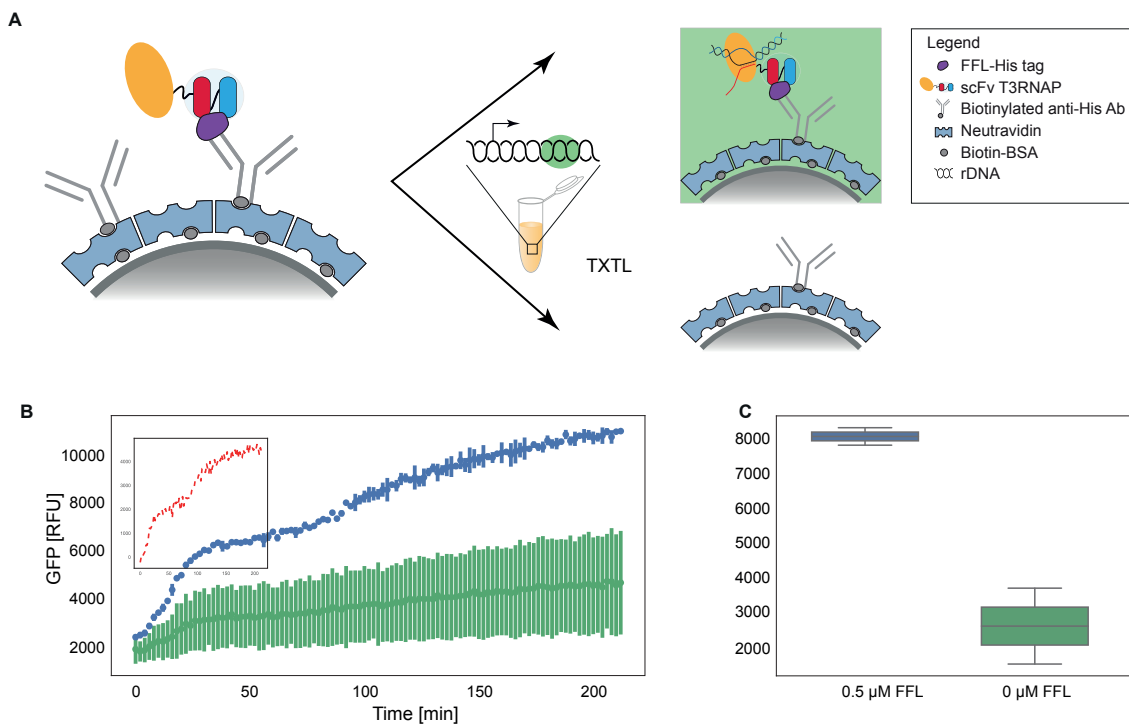 A
TXTL
Legend
FFL-His tag
scFv T3RNAP
Biotinylated anti-His Ab
Neutravidin
Biotin-BSA
rDNA
B
GFP [RFU]
10000
8000
6000
4000
2000
0 50 100 150 200
Time [min]
4000
3000
2000
1000
0
0 50 100 150 200
C
8000
7000
6000
5000
4000
3000
2000
0.5 µM FFL 0 µM FFL